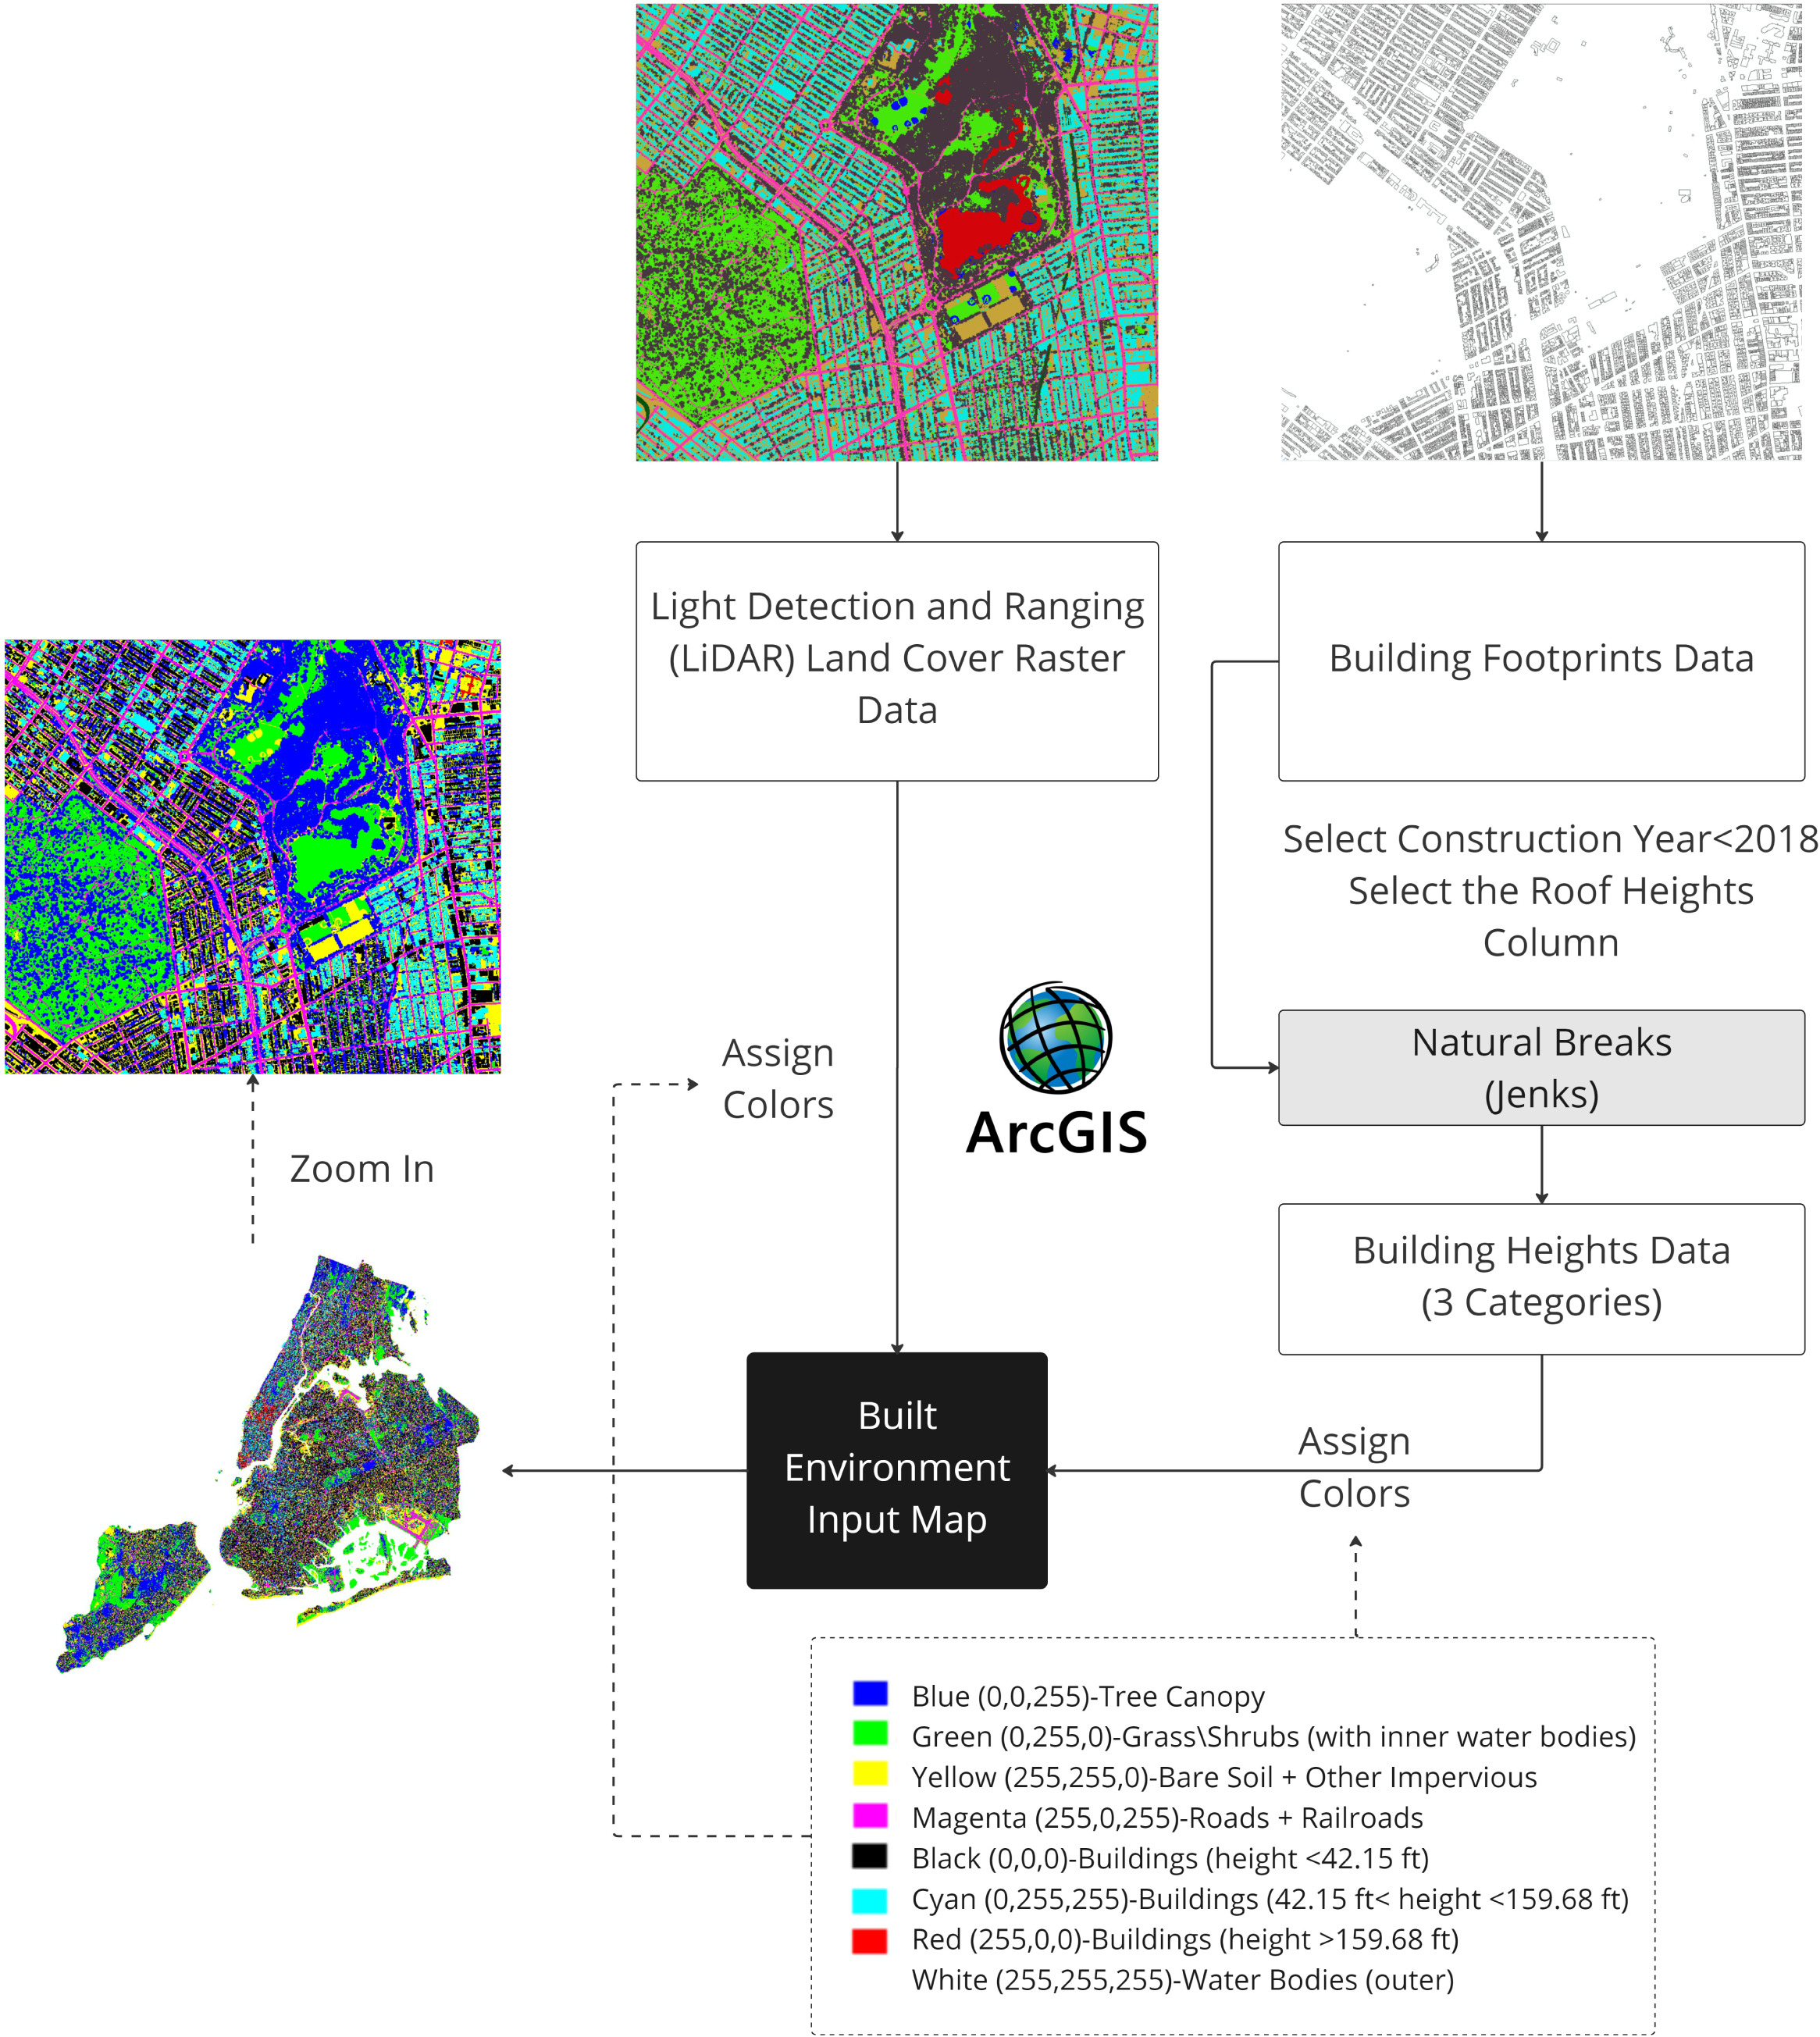 Light Detection and Ranging
(LiDAR) Land Cover Raster
Data
Building Footprints Data
Select Construction Year<2018
Select the Roof Heights
Column
Natural Breaks
(Jenks)
Assign
Colors
ArcGIS
Zoom In
Building Heights Data
(3 Categories)
Built
Environment
Input Map
Assign
Colors
Blue (0,0,255)-Tree Canopy
Green (0,255,0)-Grass\Shrubs (with inner water bodies)
Yellow (255,255,0)-Bare Soil + Other Impervious
Magenta (255,0,255)-Roads + Railroads
Black (0,0,0)-Buildings (height <42.15 ft)
Cyan (0,255,255)-Buildings (42.15 ft< height <159.68 ft)
Red (255,0,0)-Buildings (height >159.68 ft)
White (255,255,255)-Water Bodies (outer)